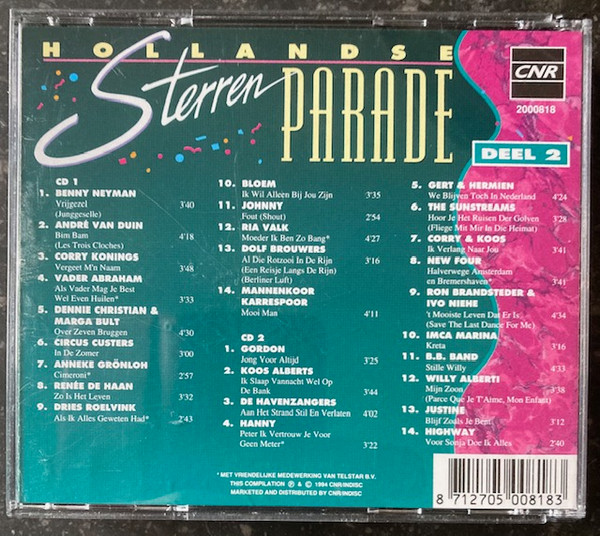 HOLLANDSE
Sterren
PARADE
DEEL 2
CNR
2000818
CD 1
1. BENNY NEYMAN
Vrijgezel 3'40
(Junggeselle)
2. ANDRÉ VAN DUIN
Bim Bam 4'18
(Les Trois Cloches)
3. CORRY KONINGS
Vergeet M'n Naam 3'48
4. VADER ABRAHAM
Als Vader Mag Je Best
Wel Even Huilen* 3'33
5. DENNIE CHRISTIAN &
MARGA BULT
Over Zeven Bruggen 4'30
6. CIRCUS CUSTERS
In De Zomer 3'00
7. ANNEKE GRÖNLOH
Cimeroni* 2'57
8. RENÉE DE HAAN
Zo Is Het Leven 3'32
9. DRIES ROELVINK
Als Ik Alles Geweten Had* 2'43
10. BLOEM
Ik Wil Alleen Bij Jou Zijn 3'35
11. JOHNNY
Fout (Shout) 2'54
12. RIA VALK
Moeder Ik Ben Zo Bang* 4'27
13. DOLF BROUWERS
Al Die Rotzooi In De Rijn 3'16
(Een Reisje Langs De Rijn)
(Berliner Luft)
14. MANNENKOOR
KARRESPOOR
Mooi Man 4'11
CD 2
1. GORDON
Jong Voor Altijd 3'25
2. KOOS ALBERTS
Ik Slaap Vannacht Wel Op
De Bank 3'44
3. DE HAVENZANGERS
Aan Het Strand Stil En Verlaten 4'02
4. HANNY
Peter Ik Vertrouw Je Voor
Geen Meter* 3'22
5. GERT & HERMIEN
We Blijven Toch In Nederland 4'24
6. THE SUNSTREAMS
Hoor Je Het Ruisen Der Golven 3'28
(Fliege Mit Mir In Die Heimat)
7. CORRY & KOOS
Ik Verlang Naar Jou 3'41
8. NEW FOUR
Halverwege Amsterdam
en Bremershaven* 3'41
9. RON BRANDSTEDER &
IVO NIEHE
't Mooiste Leven Dat Er Is 4'34
(Save The Last Dance For Me)
10. IMCA MARINA
Kreta 3'16
11. B.B. BAND
Stille Willy 4'33
12. WILLY ALBERTI
Mijn Zoon 3'38
(Parce Que Je T'Aime, Mon Enfant)
13. JUSTINE
Blijf Zoals Je Bent 3'12
14. HIGHWAY
Voor Sonja Doe Ik Alles 2'40
* MET VRIENDELIJKE MEDEWERKING VAN TELSTAR B.V.
THIS COMPILATION ℗ & © 1994 CNR/INDISC
MARKETED AND DISTRIBUTED BY CNR/INDISC
8 712705 008183